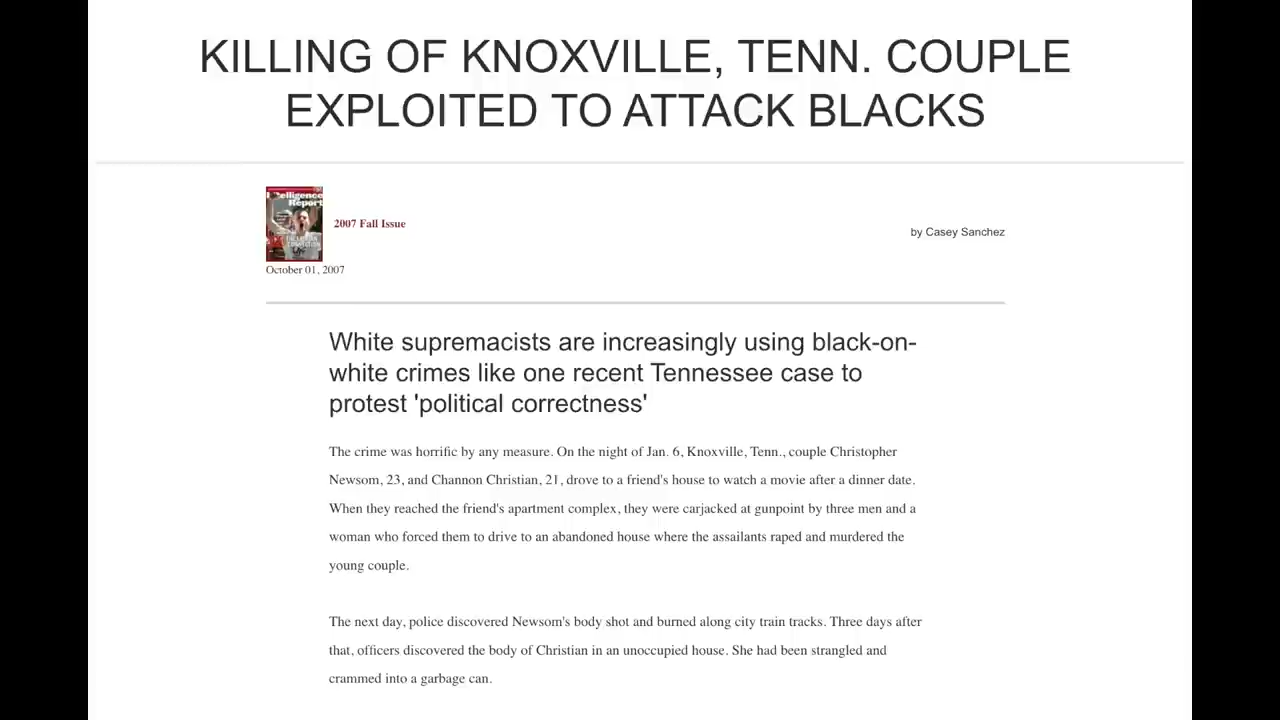 KILLING OF KNOXVILLE, TENN. COUPLE
EXPLOITED TO ATTACK BLACKS
Intelligence
Report
2007 Fall Issue
by Casey Sanchez
October 01, 2007
White supremacists are increasingly using black-on-
white crimes like one recent Tennessee case to
protest 'political correctness'
The crime was horrific by any measure. On the night of Jan. 6, Knoxville, Tenn., couple Christopher
Newsom, 23, and Channon Christian, 21, drove to a friend's house to watch a movie after a dinner date.
When they reached the friend's apartment complex, they were carjacked at gunpoint by three men and a
woman who forced them to drive to an abandoned house where the assailants raped and murdered the
young couple.
The next day, police discovered Newsom's body shot and burned along city train tracks. Three days after
that, officers discovered the body of Christian in an unoccupied house. She had been strangled and
crammed into a garbage can.